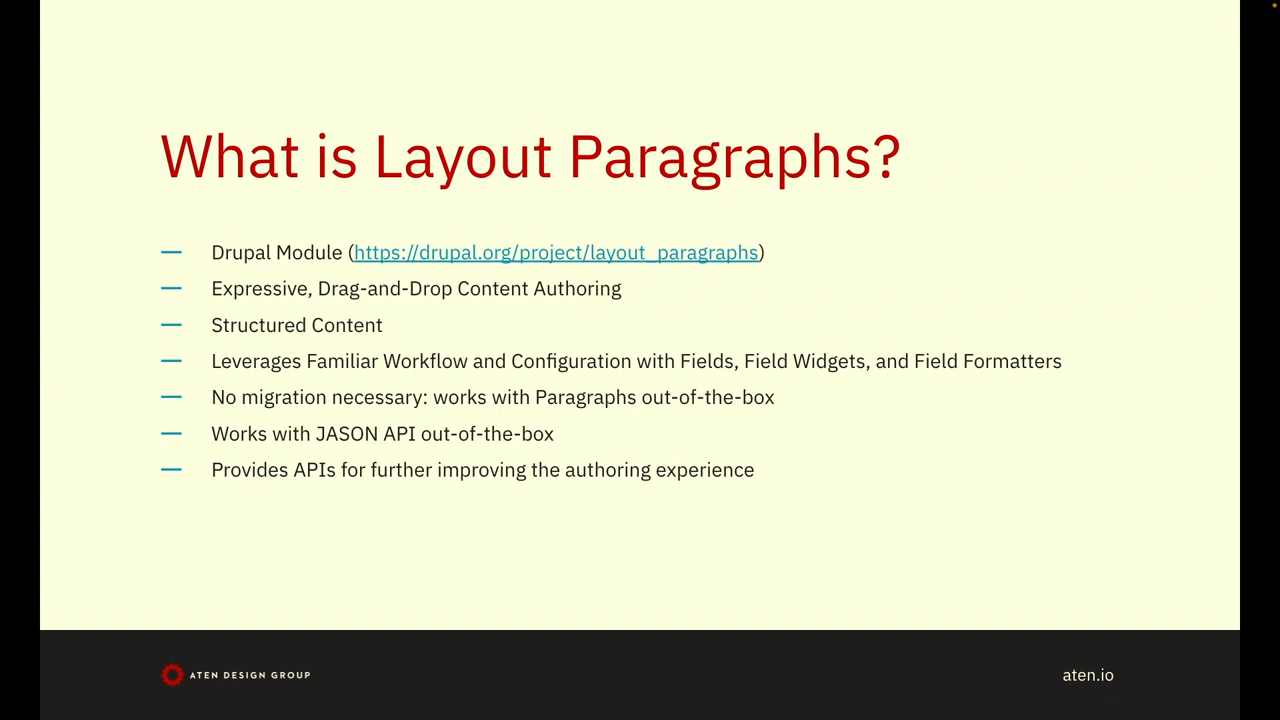 What is Layout Paragraphs?
— Drupal Module (https://drupal.org/project/layout_paragraphs)
— Expressive, Drag-and-Drop Content Authoring
— Structured Content
— Leverages Familiar Workflow and Configuration with Fields, Field Widgets, and Field Formatters
— No migration necessary: works with Paragraphs out-of-the-box
— Works with JASON API out-of-the-box
— Provides APIs for further improving the authoring experience
ATEN DESIGN GROUP
aten.io